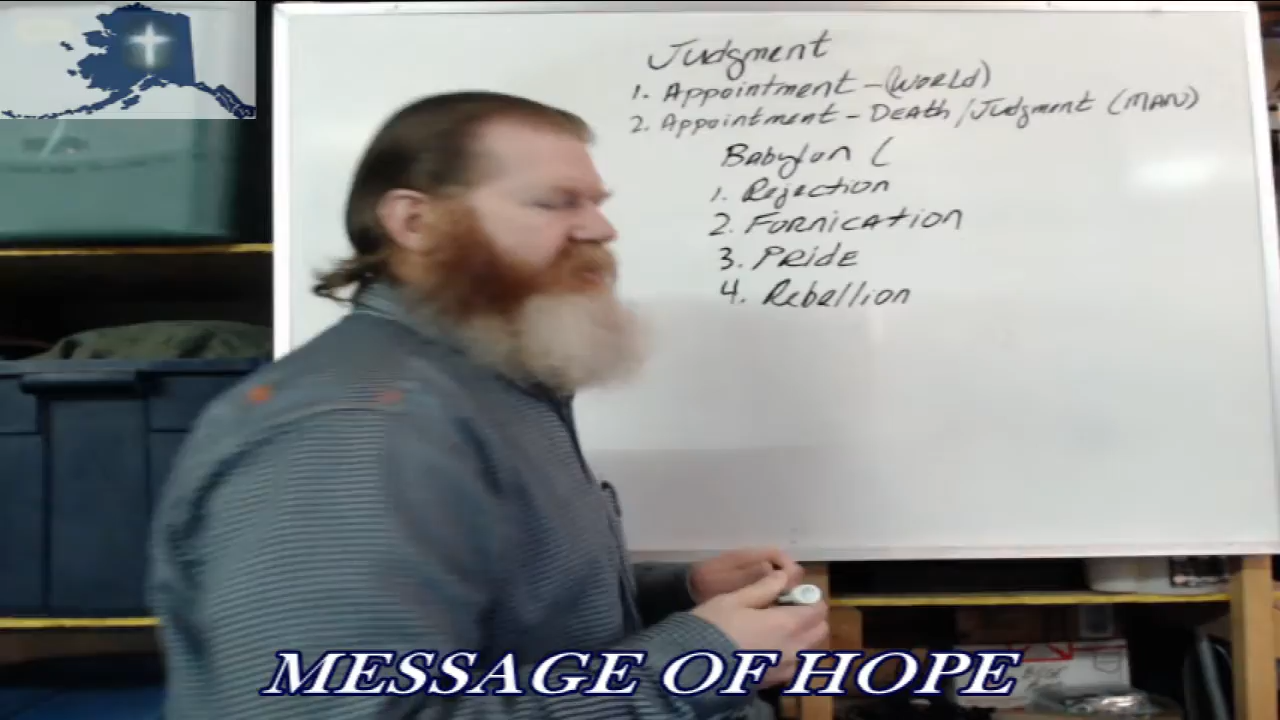 Judgment
1. Appointment - (World)
2. Appointment - Death/Judgment (MAN)
Babylon (
1. Rejection
2. Fornication
3. Pride
4. Rebellion
MESSAGE OF HOPE